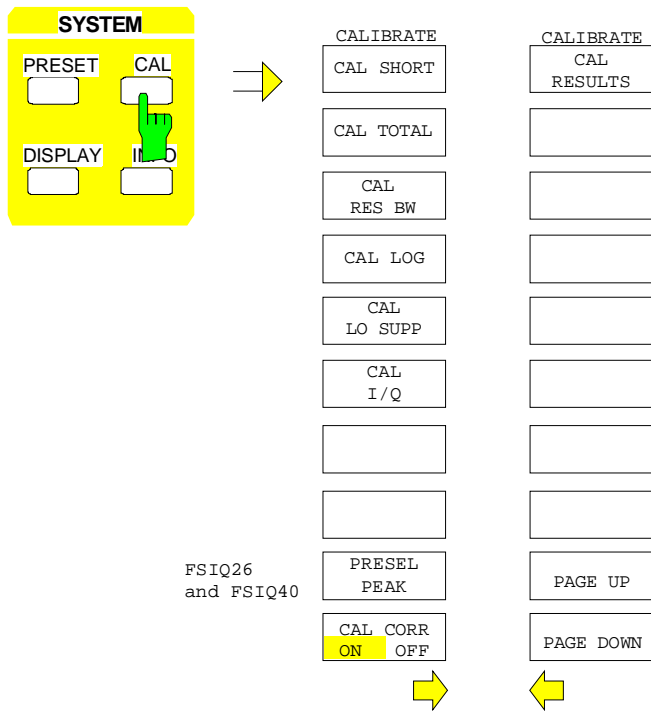 SYSTEM
PRESET CAL
DISPLAY
CALIBRATE
CAL SHORT
CAL TOTAL
CAL
RES BW
CAL LOG
CAL
LO SUPP
CAL
I/Q
FSIQ26
and FSIQ40
PRESEL
PEAK
CAL CORR
ON OFF
CALIBRATE
CAL
RESULTS
PAGE UP
PAGE DOWN